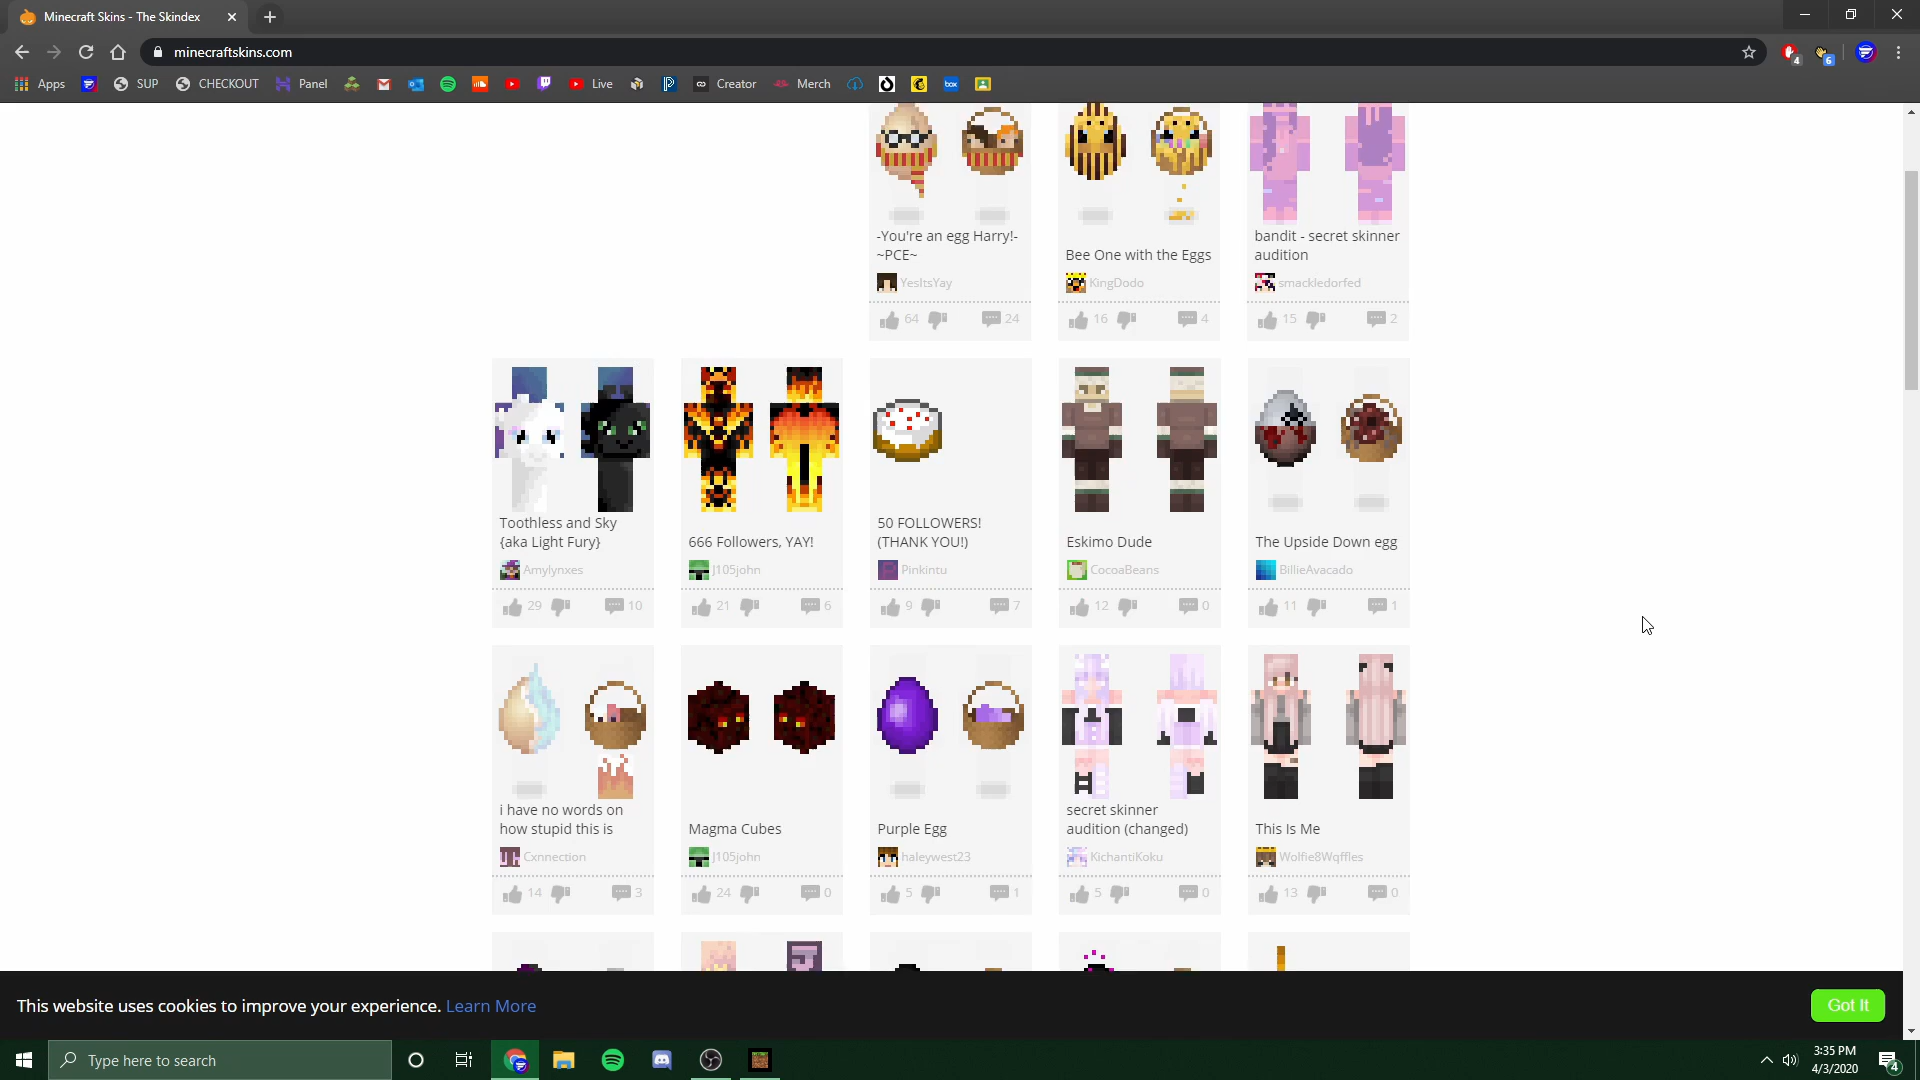 Minecraft Skins - The Skindex
minecraftskins.com
4
6
Apps
SUP
CHECKOUT
Panel
Live
Creator
Merch
box
-You're an egg Harry!-
~PCE~
YesItsYay
64
24
Bee One with the Eggs
KingDodo
16
4
bandit - secret skinner
audition
smackledorfed
15
2
Toothless and Sky
{aka Light Fury}
Amylynxes
29
10
666 Followers, YAY!
J105john
21
6
50 FOLLOWERS!
(THANK YOU!)
Pinkintu
9
7
Eskimo Dude
CocoaBeans
12
0
The Upside Down egg
BillieAvacado
11
1
i have no words on
how stupid this is
Cxnnection
14
3
Magma Cubes
J105john
24
0
Purple Egg
haleywest23
5
1
secret skinner
audition (changed)
KichantiKoku
5
0
This Is Me
Wolfie8Wqffles
13
0
This website uses cookies to improve your experience. Learn More
Got It
Type here to search
3:35 PM
4/3/2020
4